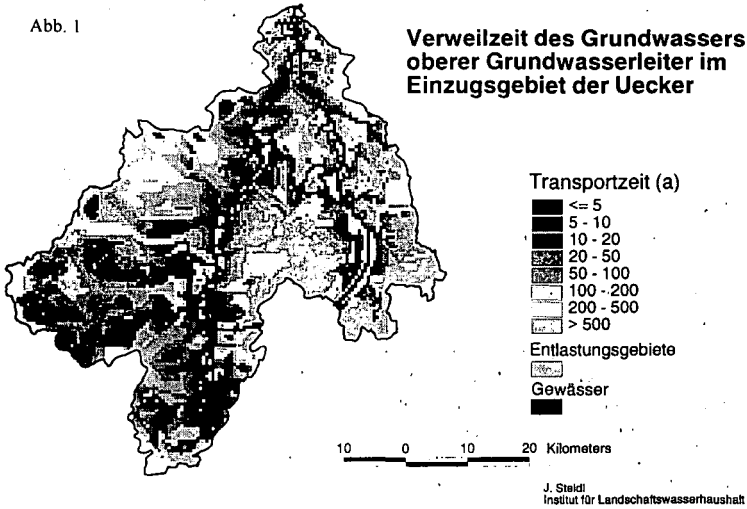 Abb. 1
Verweilzeit des Grundwassers
oberer Grundwasserleiter im
Einzugsgebiet der Uecker
Transportzeit (a)
<= 5
5 - 10
10 - 20
20 - 50
50 - 100
100 - 200
200 - 500
> 500
Entlastungsgebiete
Gewässer
10 0 10 20 Kilometers
J. Steidl
Institut für Landschaftswasserhaushalt